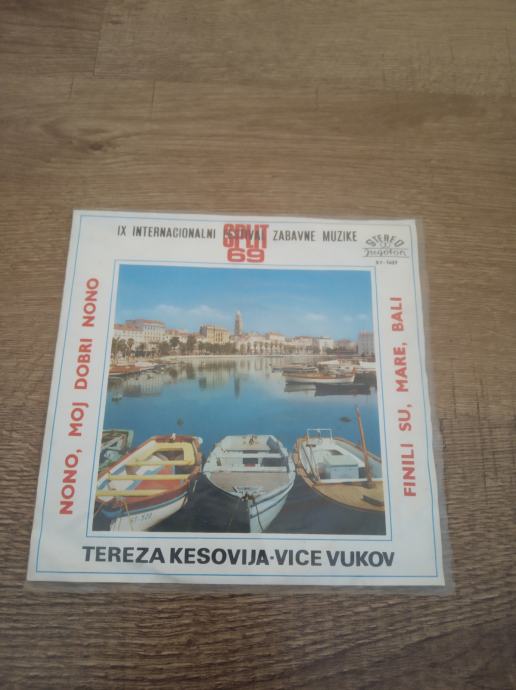 IX INTERNACIONALNI FESTIVAL ZABAVNE MUZIKE
SPLIT
69
STEREO
Jugoton
NONO, MOJ DOBRI NONO
FINILI SU, MARE, BALI
TEREZA KESOVIJA·VICE VUKOV